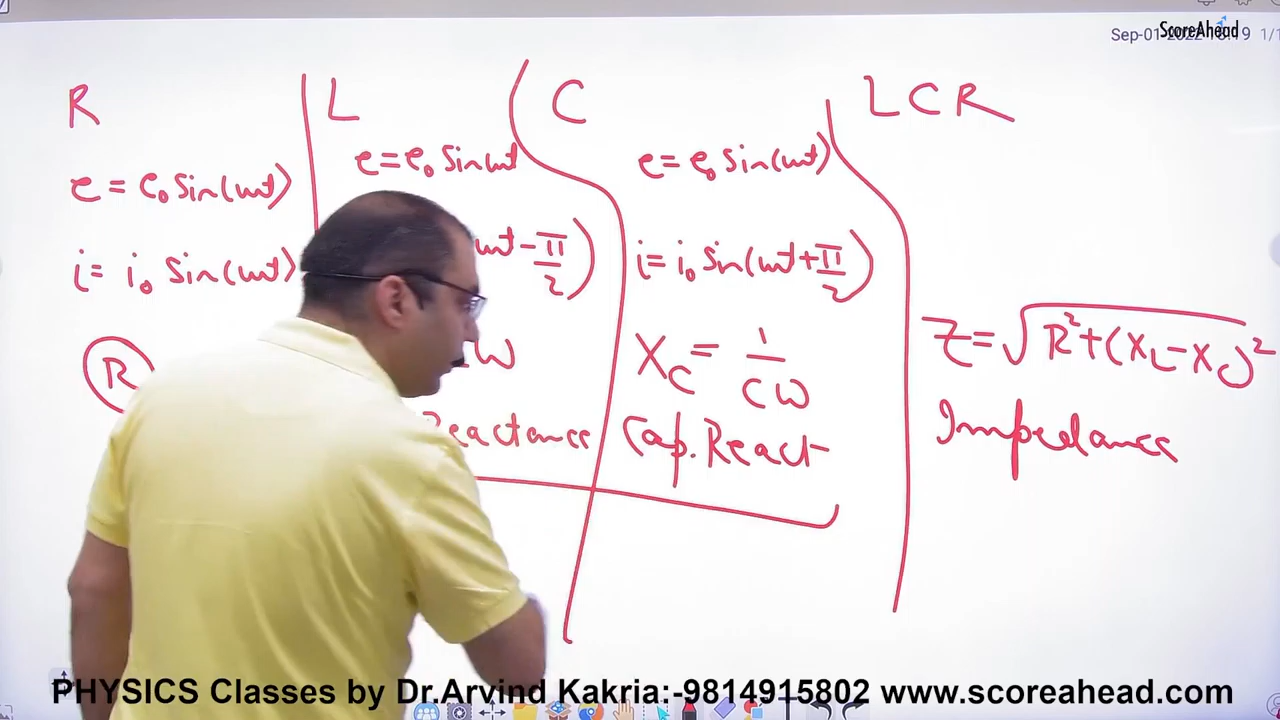 ScoreAhead
R
e = e₀ Sin(ωt)
i = i₀ Sin(ωt)
R
L
e = e₀ Sin ωt
ωt - π/2)
ω
Reactance
C
e = e₀ Sin(ωt)
i = i₀ Sin(ωt + π/2)
X_C = 1/Cω
Cap. React
LCR
Z = √R² + (X_L - X_C)²
Impedance
PHYSICS Classes by Dr.Arvind Kakria:-9814915802 www.scoreahead.com